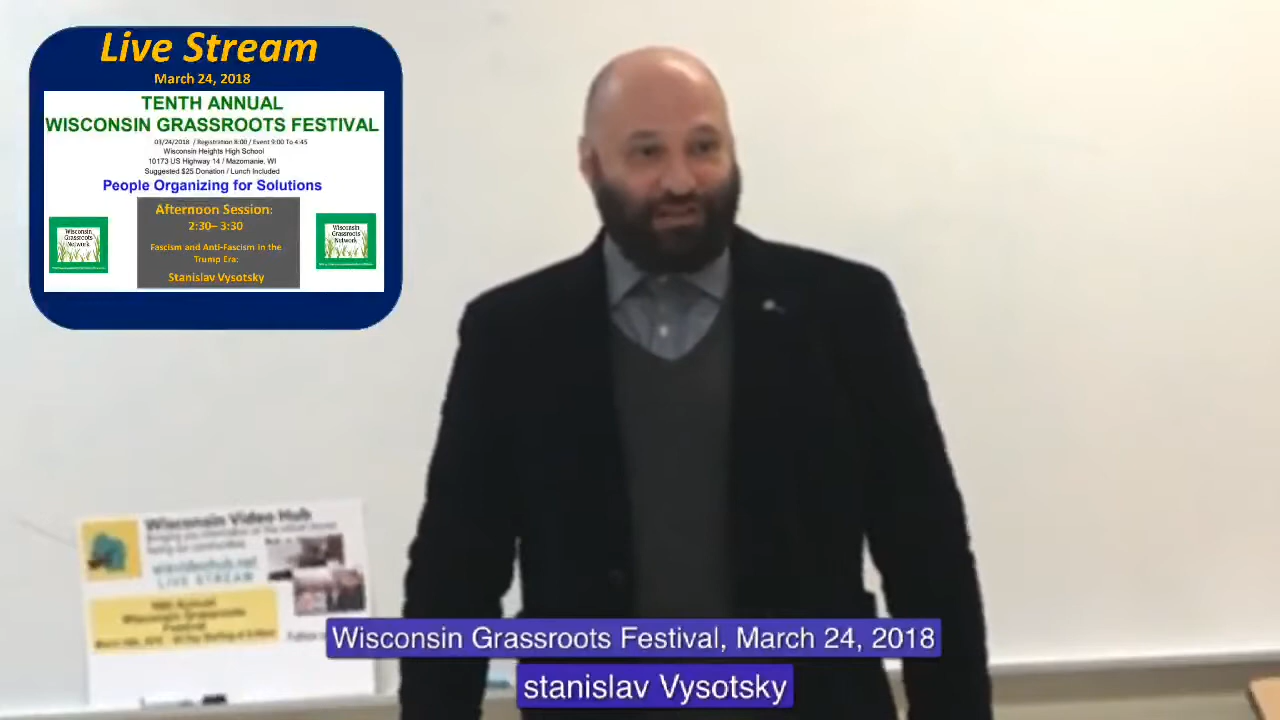 Live Stream
March 24, 2018
TENTH ANNUAL
WISCONSIN GRASSROOTS FESTIVAL
03/24/2018 / Registration 8:00 / Event 9:00 To 4:45
Wisconsin Heights High School
10173 US Highway 14 / Mazomanie, WI
Suggested $25 Donation / Lunch Included
People Organizing for Solutions
Afternoon Session:
2:30– 3:30
Fascism and Anti-Fascism in the
Trump Era:
Stanislav Vysotsky
Wisconsin
Grassroots
Network
Wisconsin
Grassroots
Network
Wisconsin Video Hub
LIVE STREAM
Annual
Wisconsin Grassroots
Festival
Wisconsin Grassroots Festival, March 24, 2018
stanislav Vysotsky